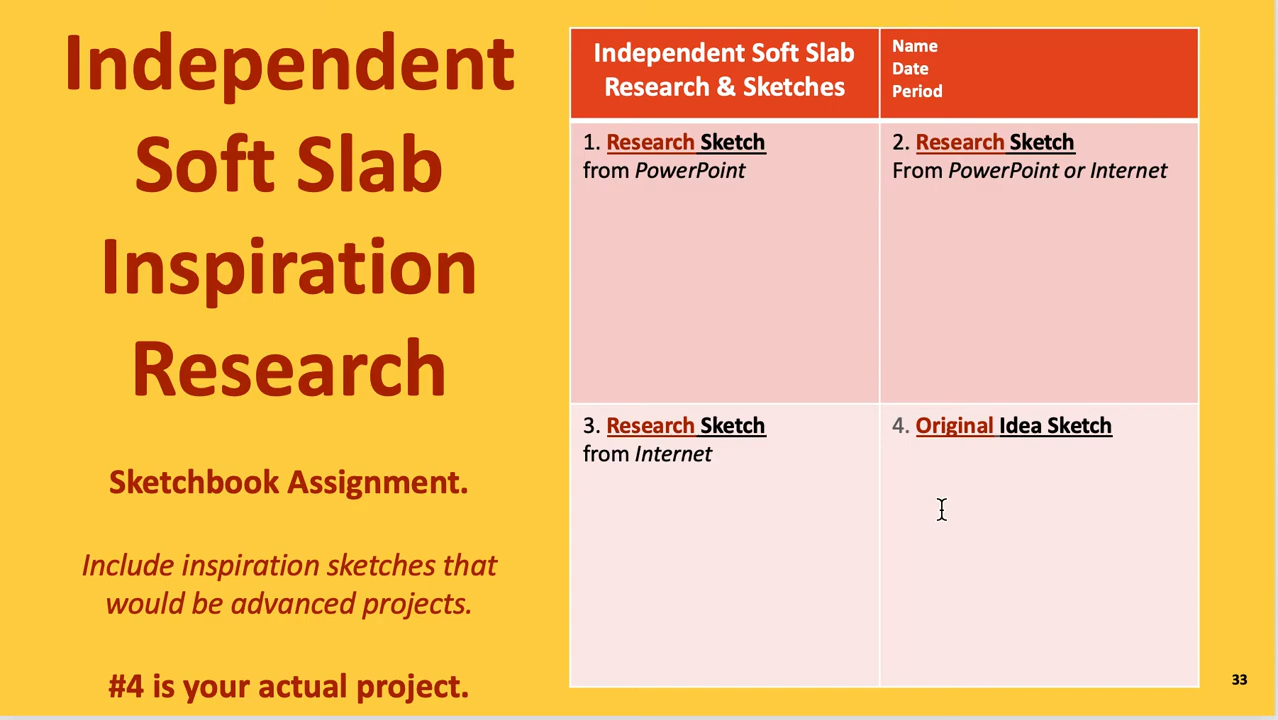 Independent
Soft Slab
Inspiration
Research
Sketchbook Assignment.
Include inspiration sketches that
would be advanced projects.
#4 is your actual project.
Independent Soft Slab
Research & Sketches
Name
Date
Period
1. Research Sketch
from PowerPoint
2. Research Sketch
From PowerPoint or Internet
3. Research Sketch
from Internet
4. Original Idea Sketch
33